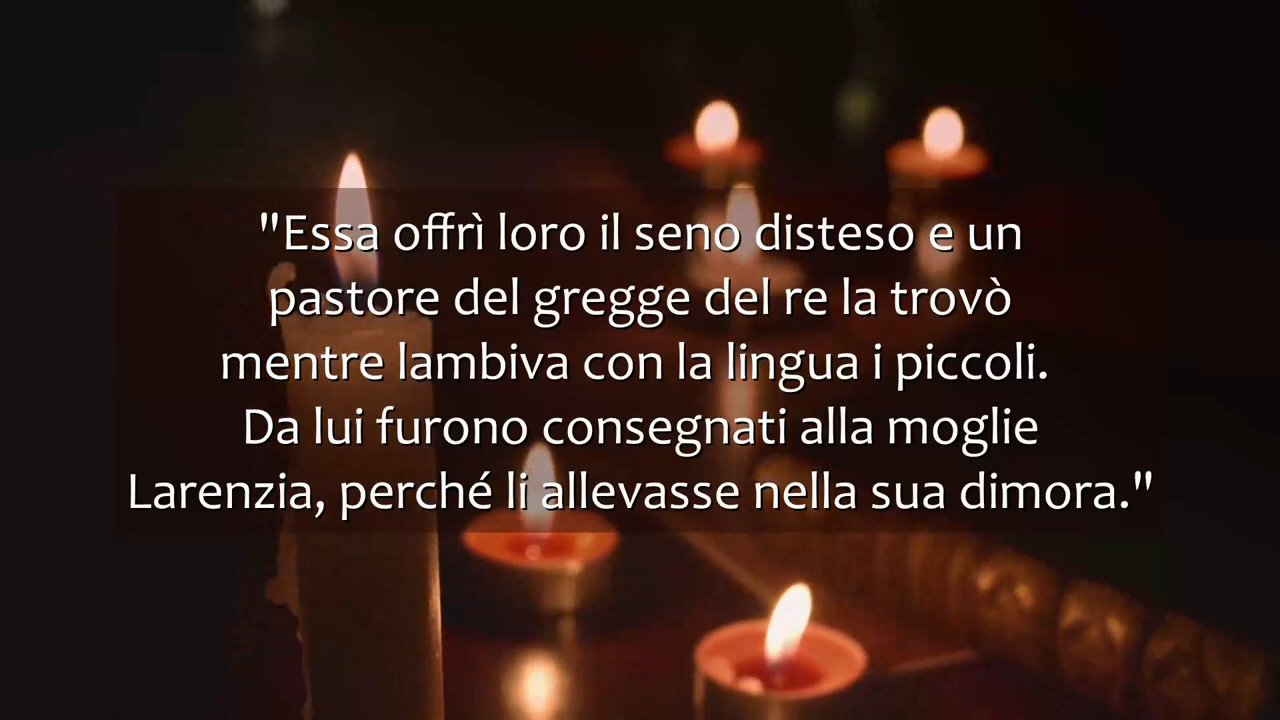 "Essa offrì loro il seno disteso e un
pastore del gregge del re la trovò
mentre lambiva con la lingua i piccoli.
Da lui furono consegnati alla moglie
Larenzia, perché li allevasse nella sua dimora."